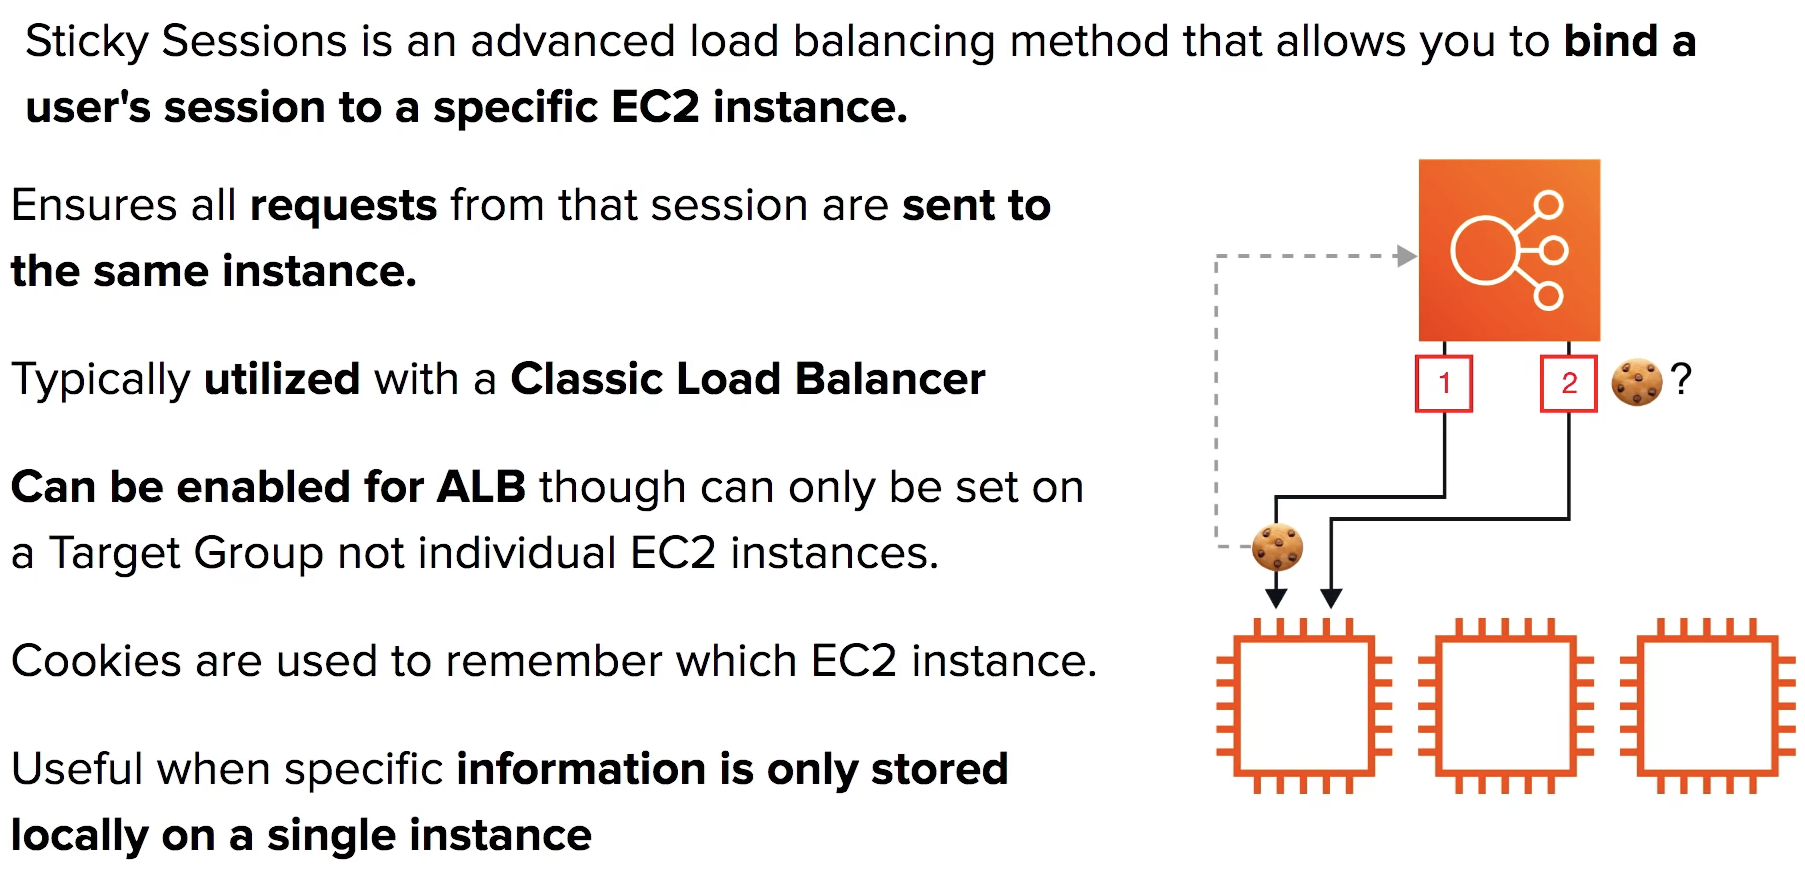 Sticky Sessions is an advanced load balancing method that allows you to bind a
user's session to a specific EC2 instance.
Ensures all requests from that session are sent to
the same instance.
Typically utilized with a Classic Load Balancer
Can be enabled for ALB though can only be set on
a Target Group not individual EC2 instances.
Cookies are used to remember which EC2 instance.
Useful when specific information is only stored
locally on a single instance
1
2
?